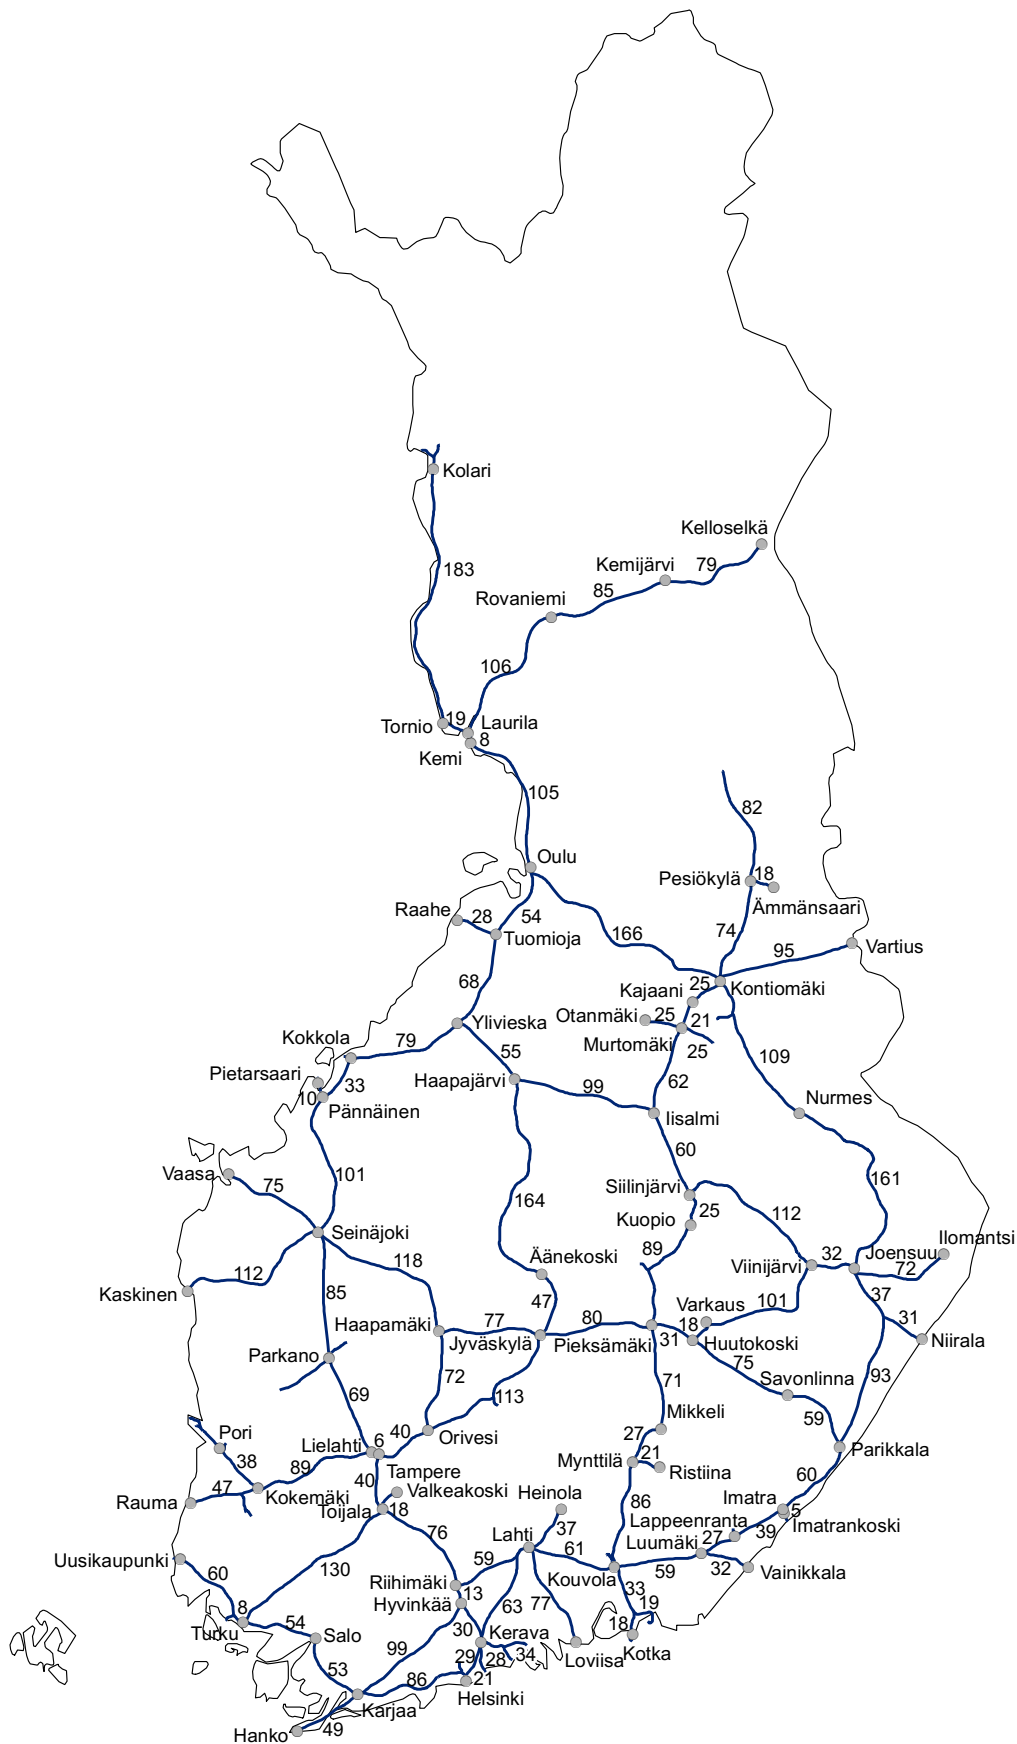 Kolari
Kelloselkä
Kemijärvi
79
183
85
Rovaniemi
106
Tornio
19
Laurila
8
Kemi
105
82
Oulu
Pesiökylä
18
Ämmänsaari
Raahe
28
54
Tuomioja
166
74
95
Vartius
68
Kajaani
25
Kontiomäki
Otanmäki
25
21
Ylivieska
Murtomäki
25
Kokkola
79
55
109
Pietarsaari
33
Haapajärvi
99
62
10
Pännäinen
Nurmes
Iisalmi
60
Vaasa
75
101
161
Siilinjärvi
164
25
112
Kuopio
Seinäjoki
Ilomantsi
118
89
Äänekoski
Viinijärvi
32
Joensuu
72
112
Kaskinen
85
47
37
Varkaus
101
Haapamäki
77
80
18
31
Jyväskylä
Pieksämäki
31
Huutokoski
Niirala
Parkano
75
72
71
Savonlinna
93
69
113
59
Mikkeli
Pori
40
27
Lielahti
6
Orivesi
Parikkala
38
89
Mynttilä
21
Ristiina
60
Tampere
47
40
Valkeakoski
Heinola
Rauma
Kokemäki
Toijala
18
86
Imatra
5
Lappeenranta
Imatrankoski
76
37
27
39
Lahti
Luumäki
Uusikaupunki
59
61
130
59
32
Vainikkala
60
Riihimäki
Kouvola
13
33
Hyvinkää
63
77
19
8
54
30
18
Turku
Salo
Kerava
Kotka
99
29
28
34
Loviisa
53
86
21
Karjaa
Helsinki
Hanko
49